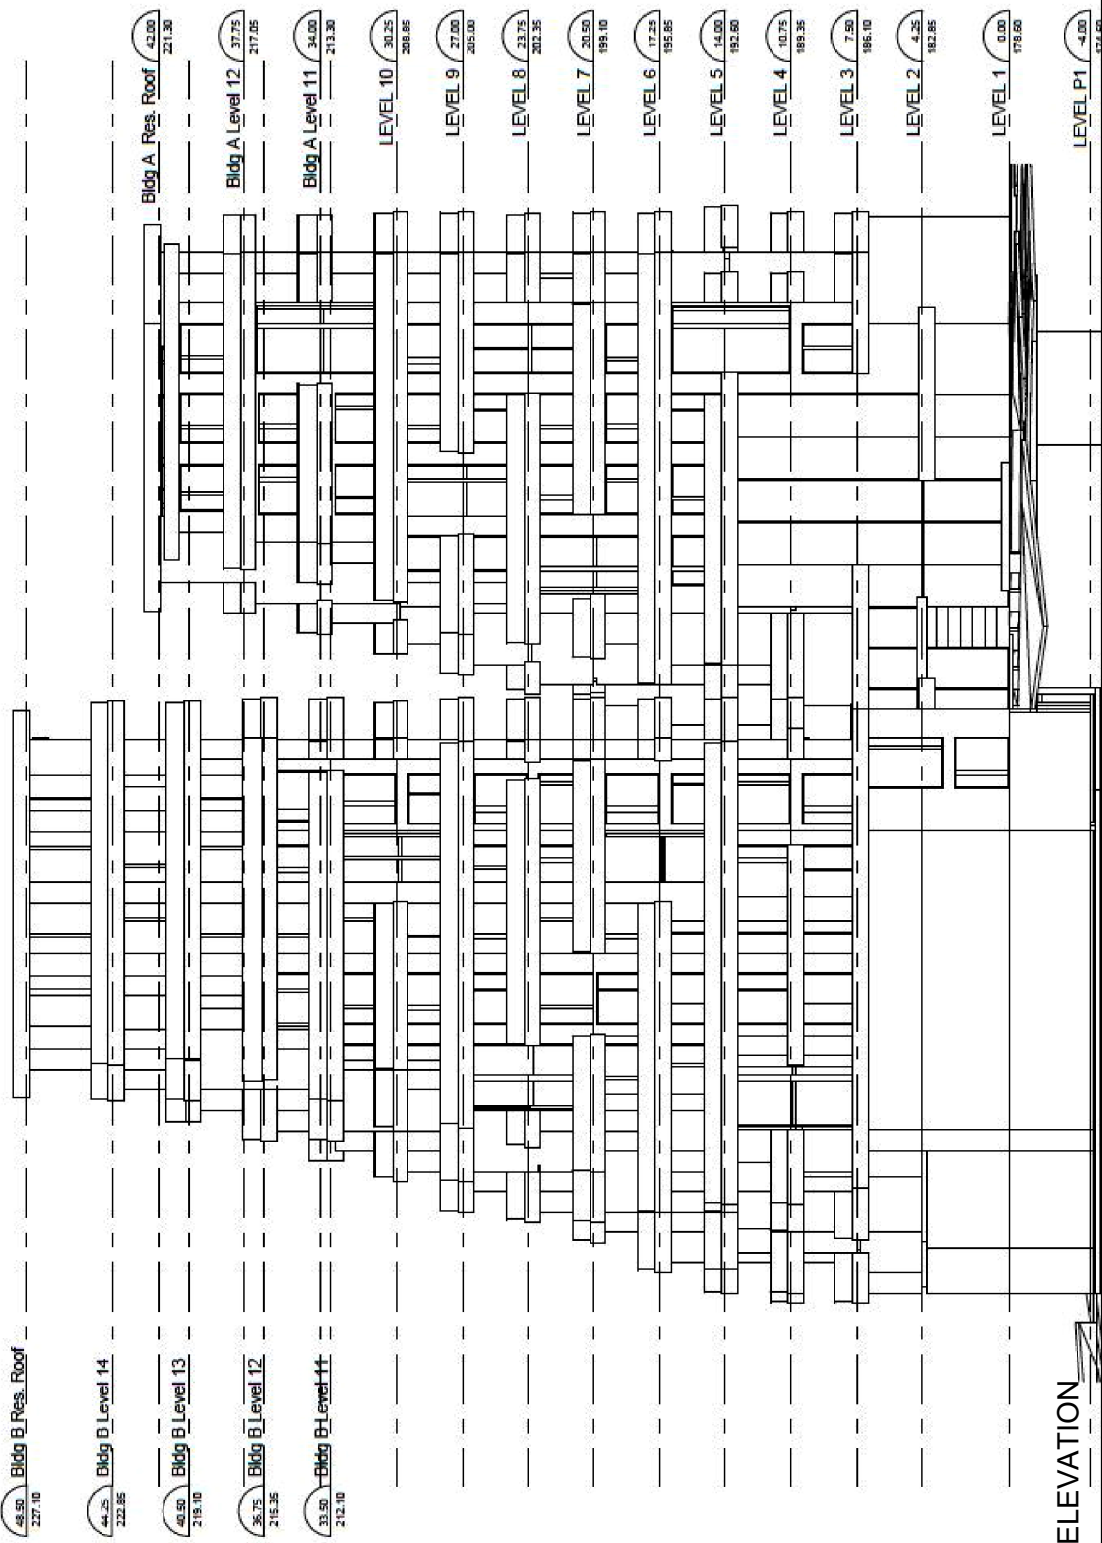 48.50
227.10
Bldg B Res. Roof
44.25
222.85
Bldg B Level 14
40.50
219.10
Bldg B Level 13
36.75
215.35
Bldg B Level 12
33.50
212.10
Bldg B Level 11
Bldg A Res. Roof
42.00
221.30
Bldg A Level 12
37.75
217.05
Bldg A Level 11
34.00
213.30
LEVEL 10
30.25
208.85
LEVEL 9
27.00
LEVEL 8
23.75
202.35
LEVEL 7
20.50
199.10
LEVEL 6
17.25
195.85
LEVEL 5
14.00
192.60
LEVEL 4
10.75
189.35
LEVEL 3
7.50
186.10
LEVEL 2
4.25
182.85
LEVEL 1
0.00
178.60
LEVEL P1
-4.00
ELEVATION